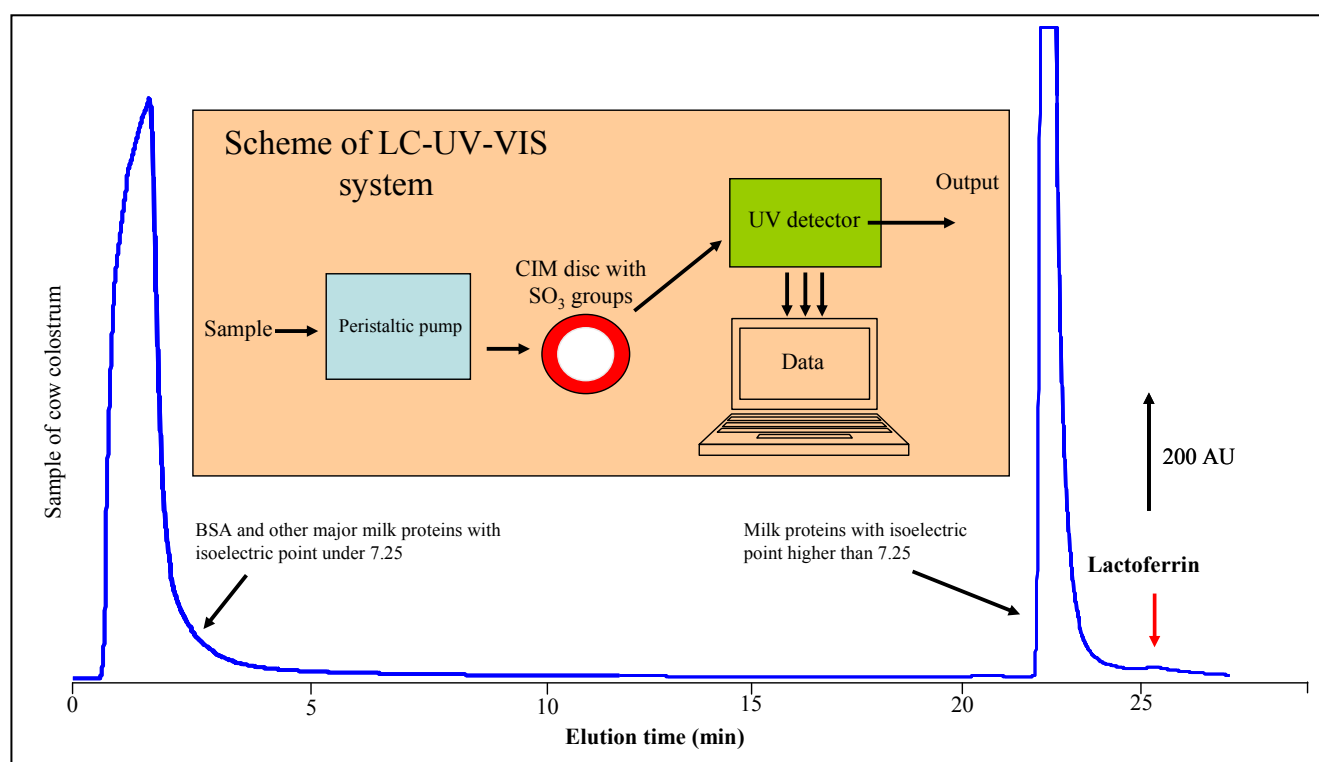 Scheme of LC-UV-VIS
system
Output
UV detector
CIM disc with
SO₃ groups
Sample
Peristaltic pump
Data
Sample of cow colostrum
200 AU
BSA and other major milk proteins with
isoelectric point under 7.25
Milk proteins with isoelectric
point higher than 7.25
Lactoferrin
0
5
10
15
20
25
Elution time (min)